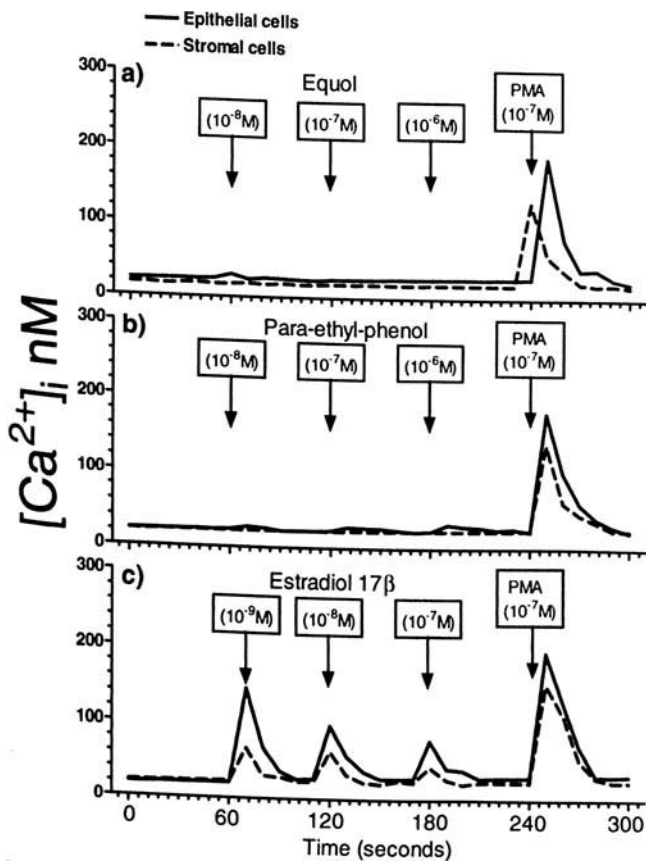 Epithelial cells
Stromal cells
[Ca²⁺]ᵢ nM
a)
Equol
(10⁻⁸M) (10⁻⁷M) (10⁻⁶M) PMA (10⁻⁷M)
300
200
100
0
b)
Para-ethyl-phenol
(10⁻⁸M) (10⁻⁷M) (10⁻⁶M) PMA (10⁻⁷M)
300
200
100
0
c)
Estradiol 17β
(10⁻⁹M) (10⁻⁸M) (10⁻⁷M) PMA (10⁻⁷M)
300
200
100
0
0 60 120 180 240 300
Time (seconds)